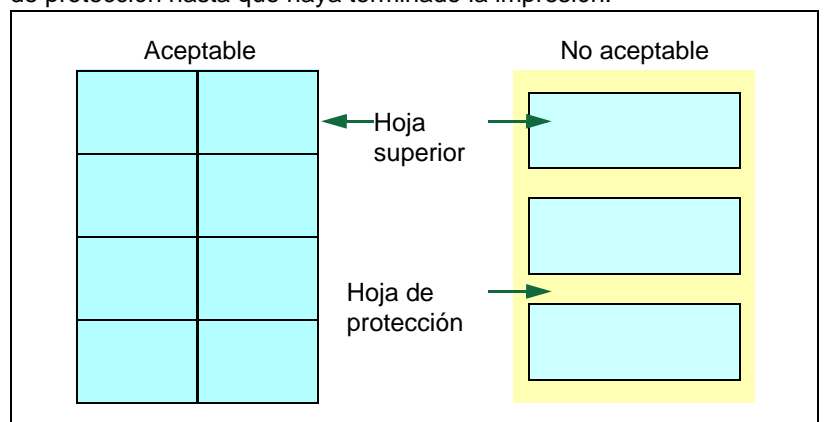 de protección hasta que haya terminado la impresión.
Aceptable
No aceptable
Hoja
superior
Hoja de
protección